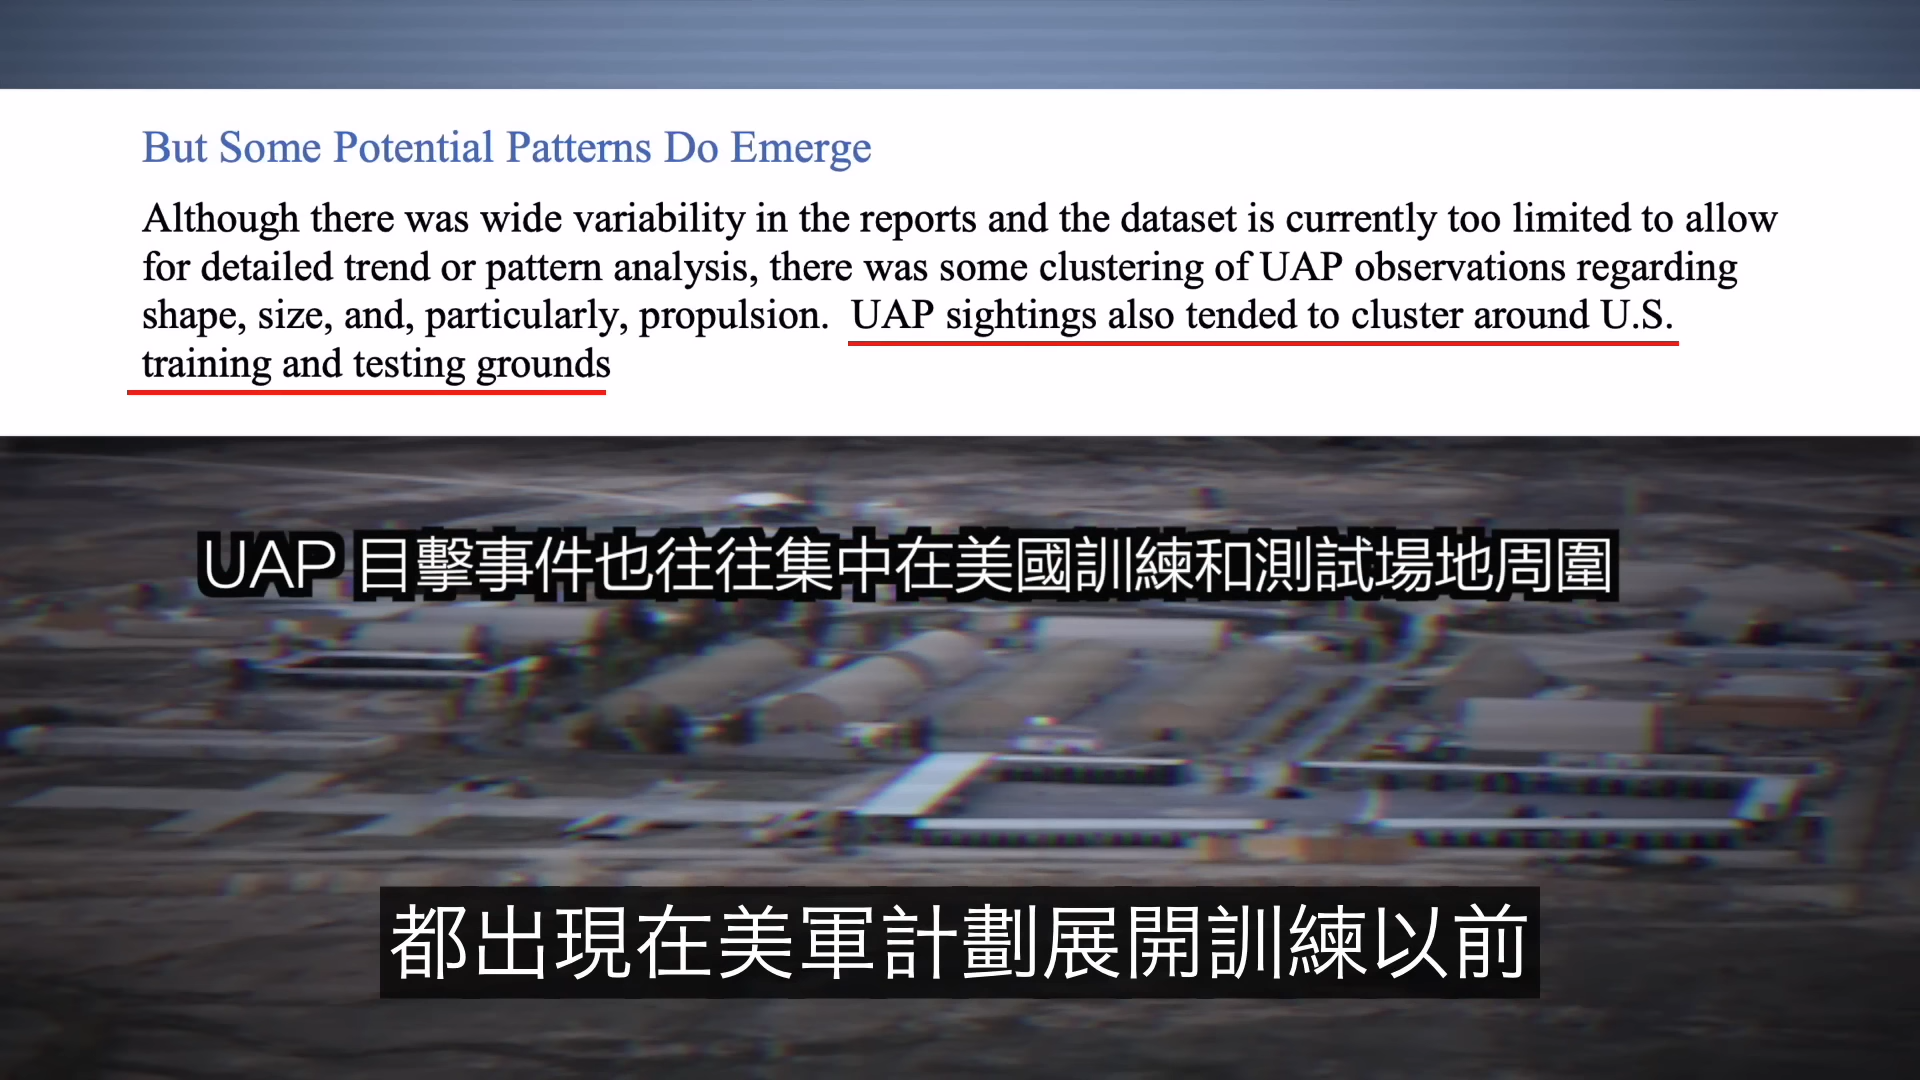 But Some Potential Patterns Do Emerge
Although there was wide variability in the reports and the dataset is currently too limited to allow
for detailed trend or pattern analysis, there was some clustering of UAP observations regarding
shape, size, and, particularly, propulsion. UAP sightings also tended to cluster around U.S.
training and testing grounds
UAP 目擊事件也往往集中在美國訓練和測試場地周圍
都出現在美軍計劃展開訓練以前